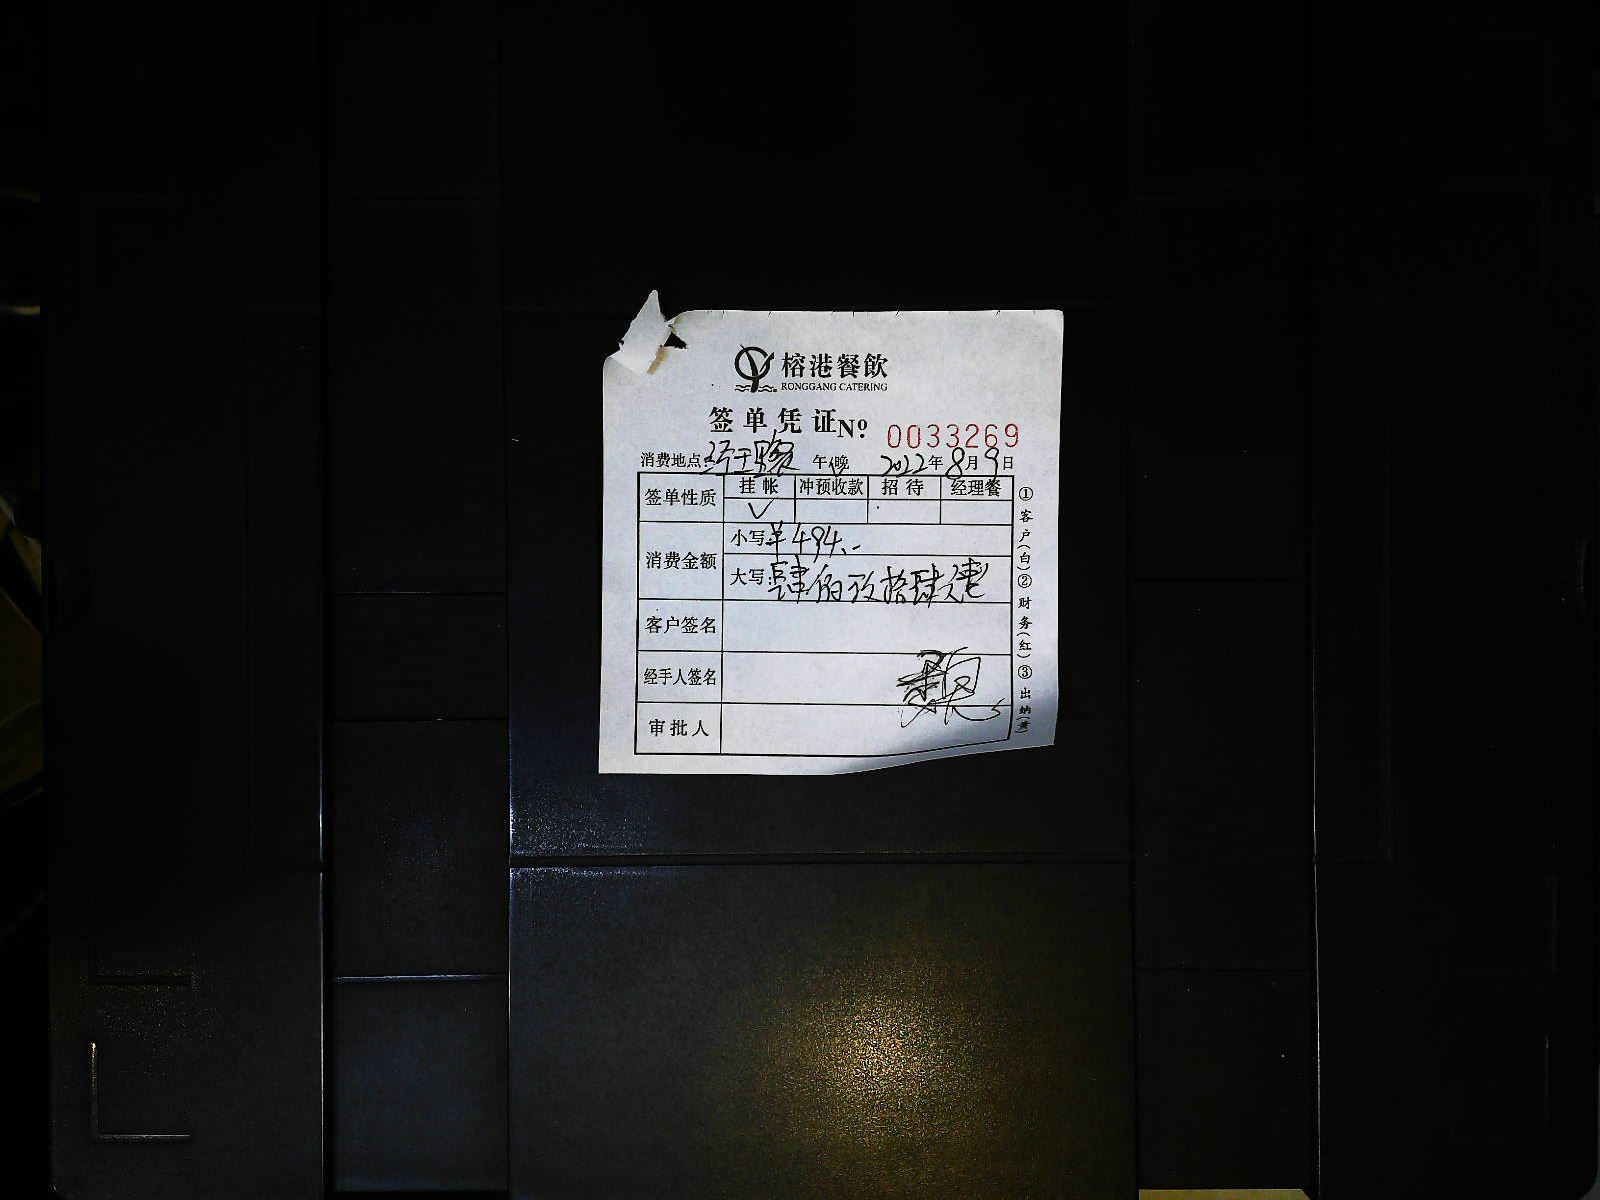 榕港餐飲
RONGGANG CATERING
签单凭证 Nº 0033269
消费地点: 午/晚 2022年8月9日
签单性质 挂帐 冲预收款 招待 经理餐
✓
消费金额 小写:¥494.-
大写:肆佰玖拾肆元
客户签名
经手人签名
审批人
①客户(白)②财务(红)③出纳(黄)